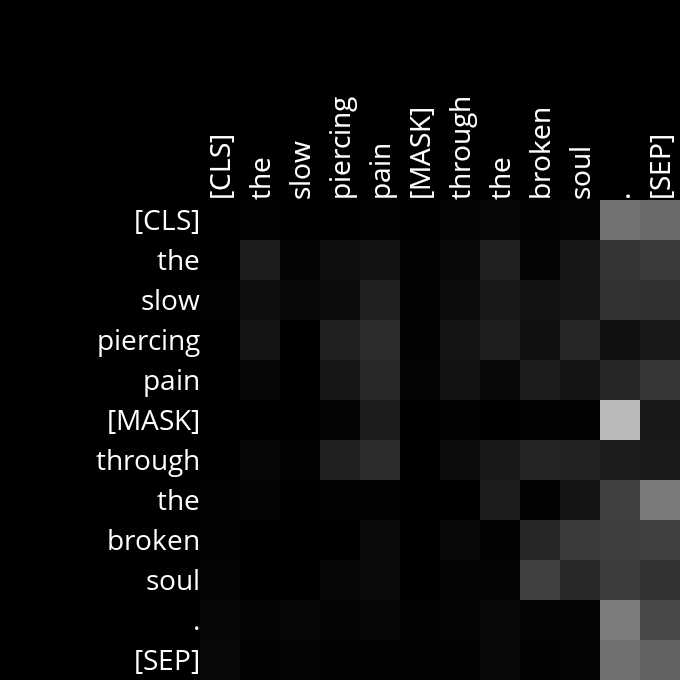 [CLS]
the
slow
piercing
pain
[MASK]
through
the
broken
soul
.
[SEP]
[CLS]
the
slow
piercing
pain
[MASK]
through
the
broken
soul
.
[SEP]